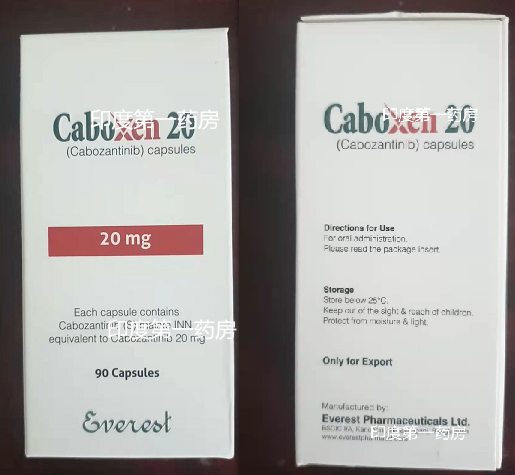 Caboxen 20
印度第一药房
(Cabozantinib) capsules
20 mg
Each capsule contains
Cabozantinib (S)-malate INN
印度第一药房
equivalent to Cabozantinib 20 mg
90 Capsules
Everest
Caboxen 20
印度第一药房
(Cabozantinib) capsules
Directions for Use
For oral administration.
Please read the package insert.
Storage
Store below 25°C.
Keep out of the sight & reach of children.
Protect from moisture & light.
Only for Export
Manufactured by:
Everest Pharmaceuticals Ltd.
BSCIC I/A,
印度第一药房